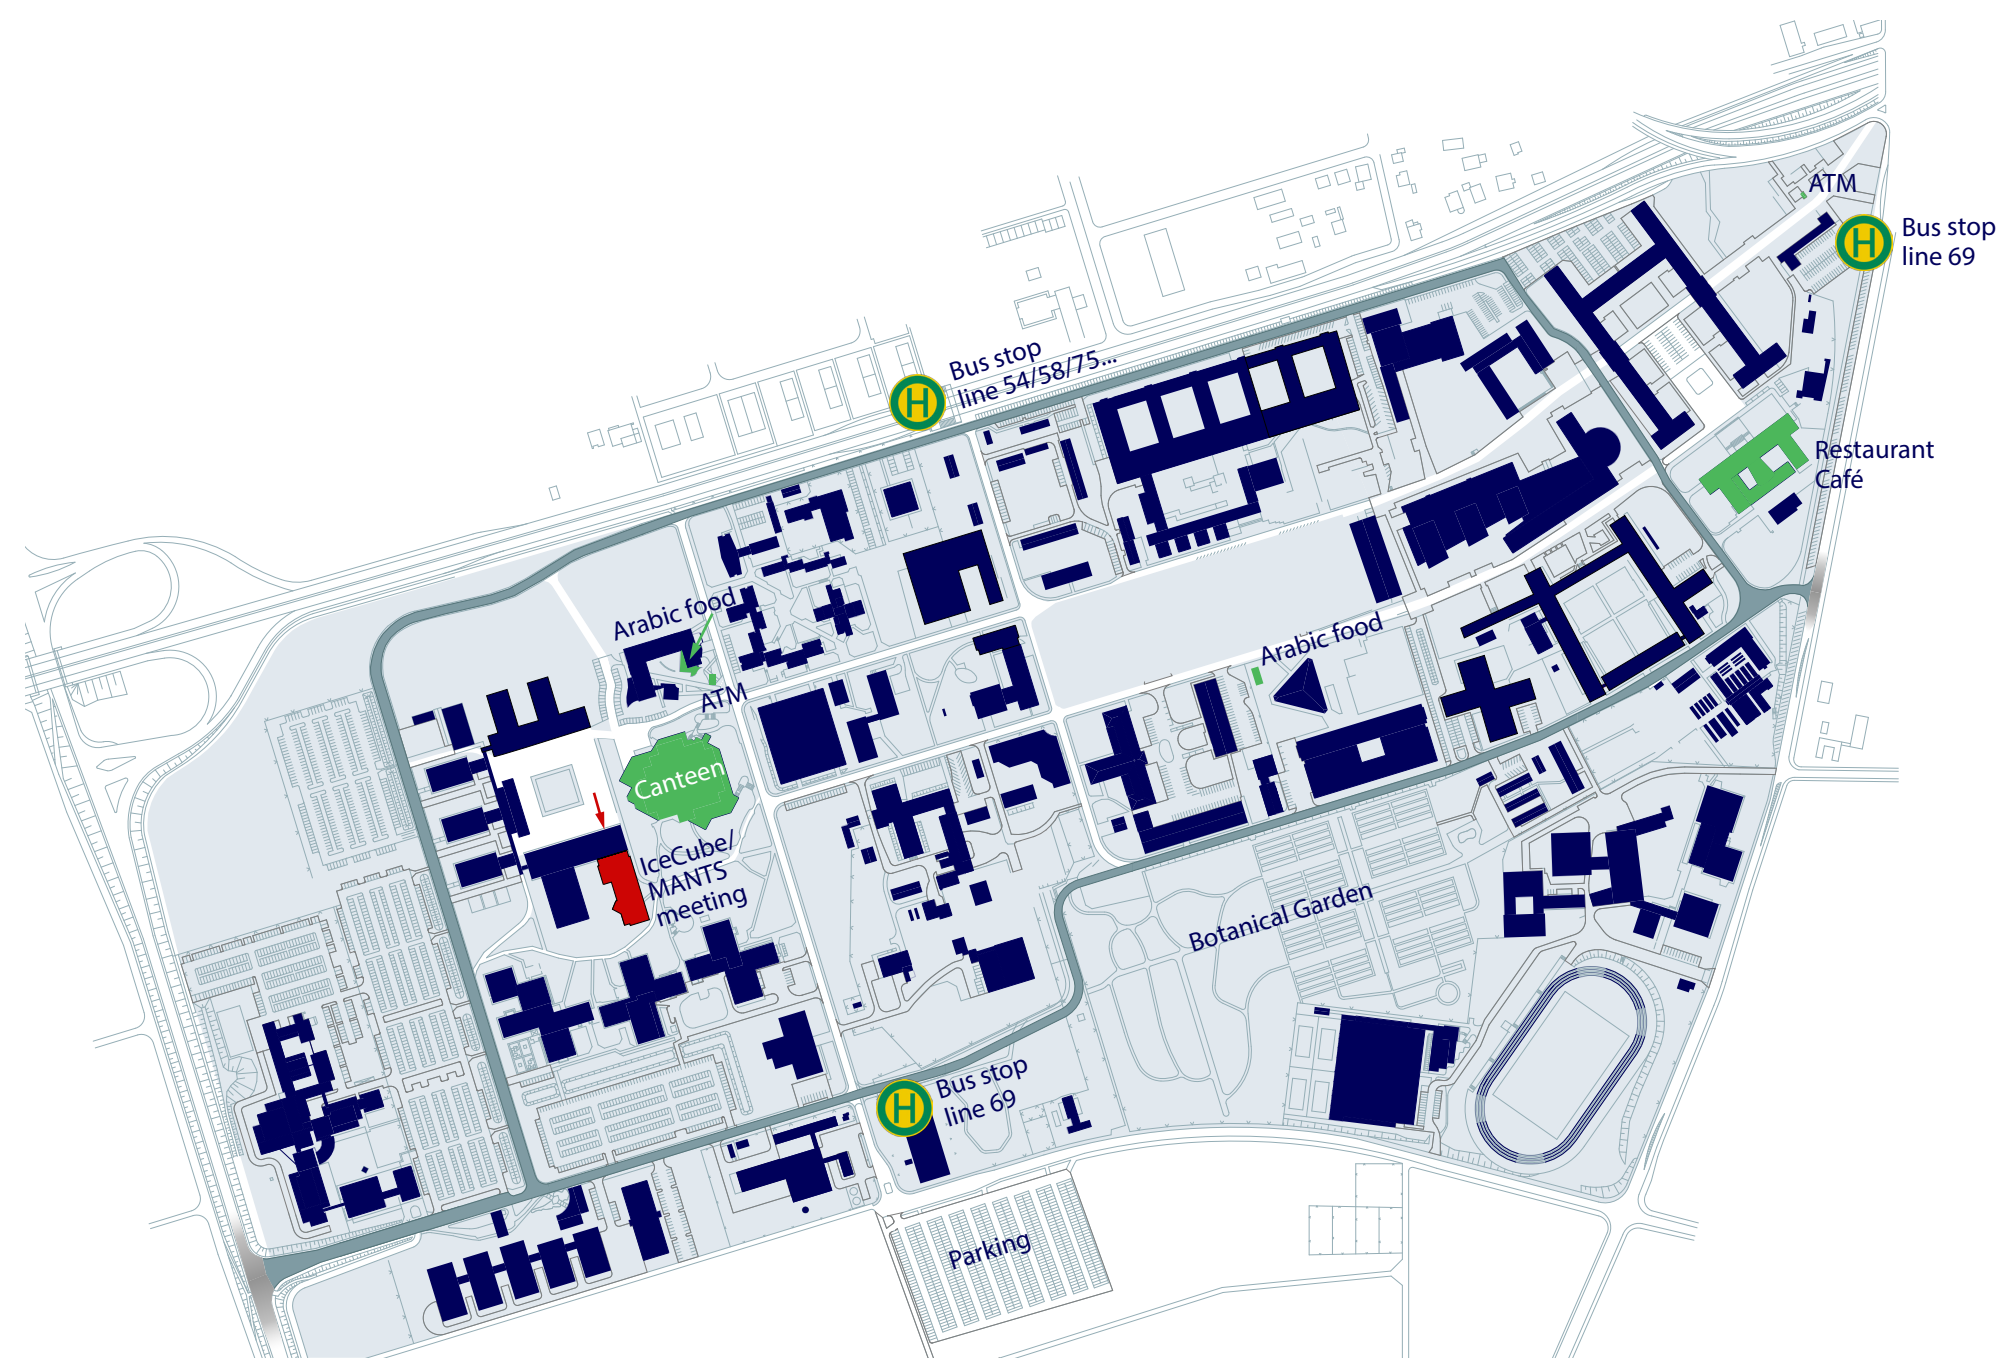 ATM
H
Bus stop
line 69
H
Bus stop
line 54/58/75...
Restaurant
Café
Arabic food
ATM
Arabic food
Canteen
IceCube/
MANTS
meeting
Botanical Garden
H
Bus stop
line 69
Parking